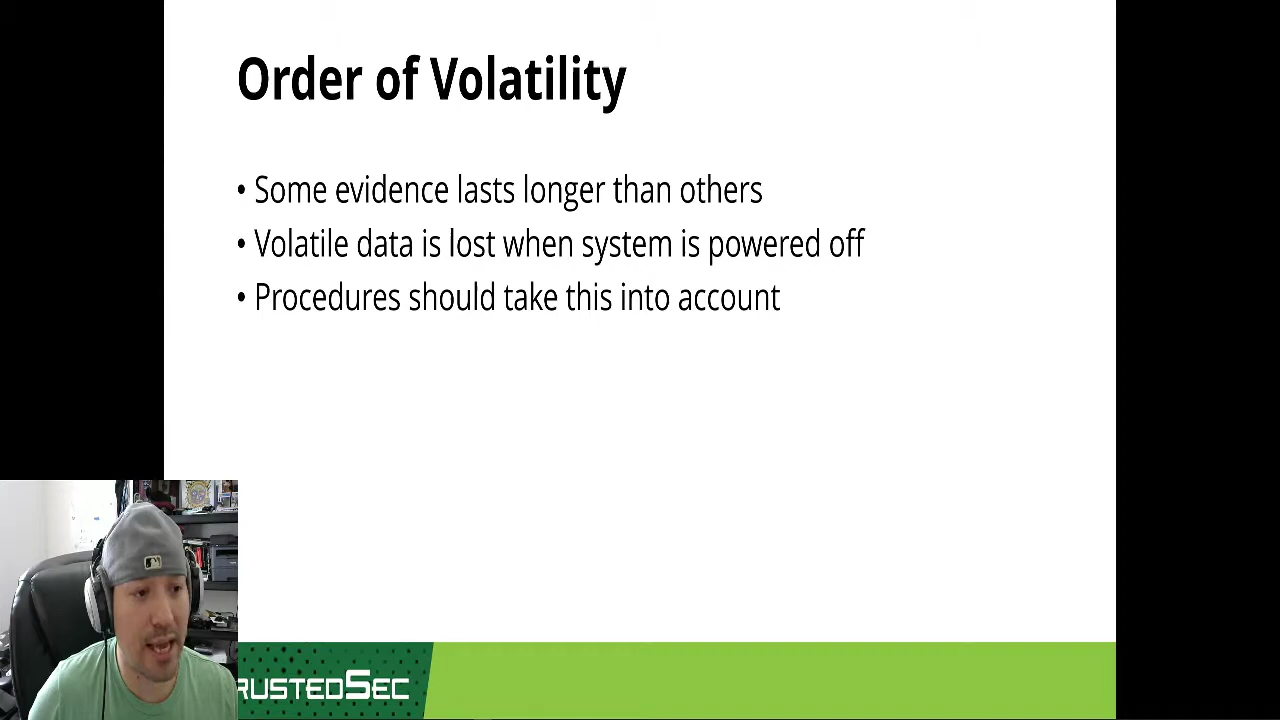 Order of Volatility
• Some evidence lasts longer than others
• Volatile data is lost when system is powered off
• Procedures should take this into account
RUSTEDSEC